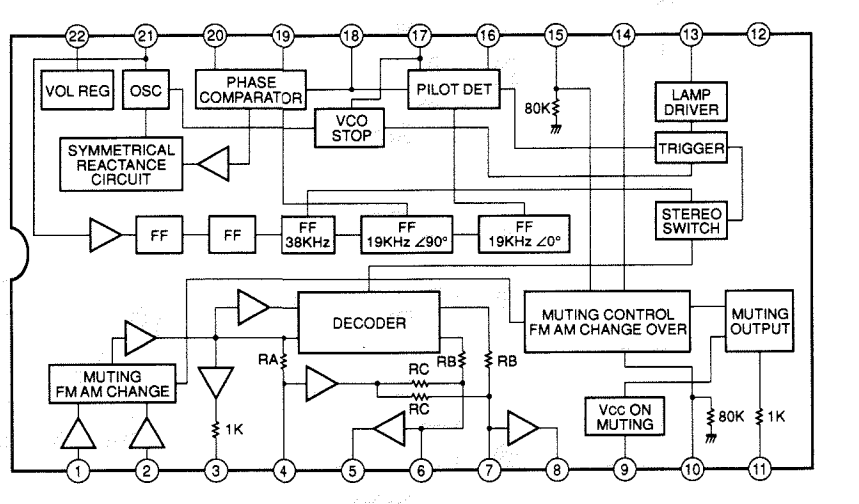 22 21 20 19 18 17 16 15 14 13 12
VOL REG
OSC
PHASE
COMPARATOR
PILOT DET
80K
LAMP
DRIVER
VCO
STOP
SYMMETRICAL
REACTANCE
CIRCUIT
TRIGGER
FF
FF
FF
38KHz
FF
19KHz ∠90°
FF
19KHz ∠0°
STEREO
SWITCH
DECODER
MUTING CONTROL
FM AM CHANGE OVER
MUTING
OUTPUT
RA
RB
RB
MUTING
FM AM CHANGE
RC
RC
1K
Vcc ON
MUTING
80K
1K
1 2 3 4 5 6 7 8 9 10 11